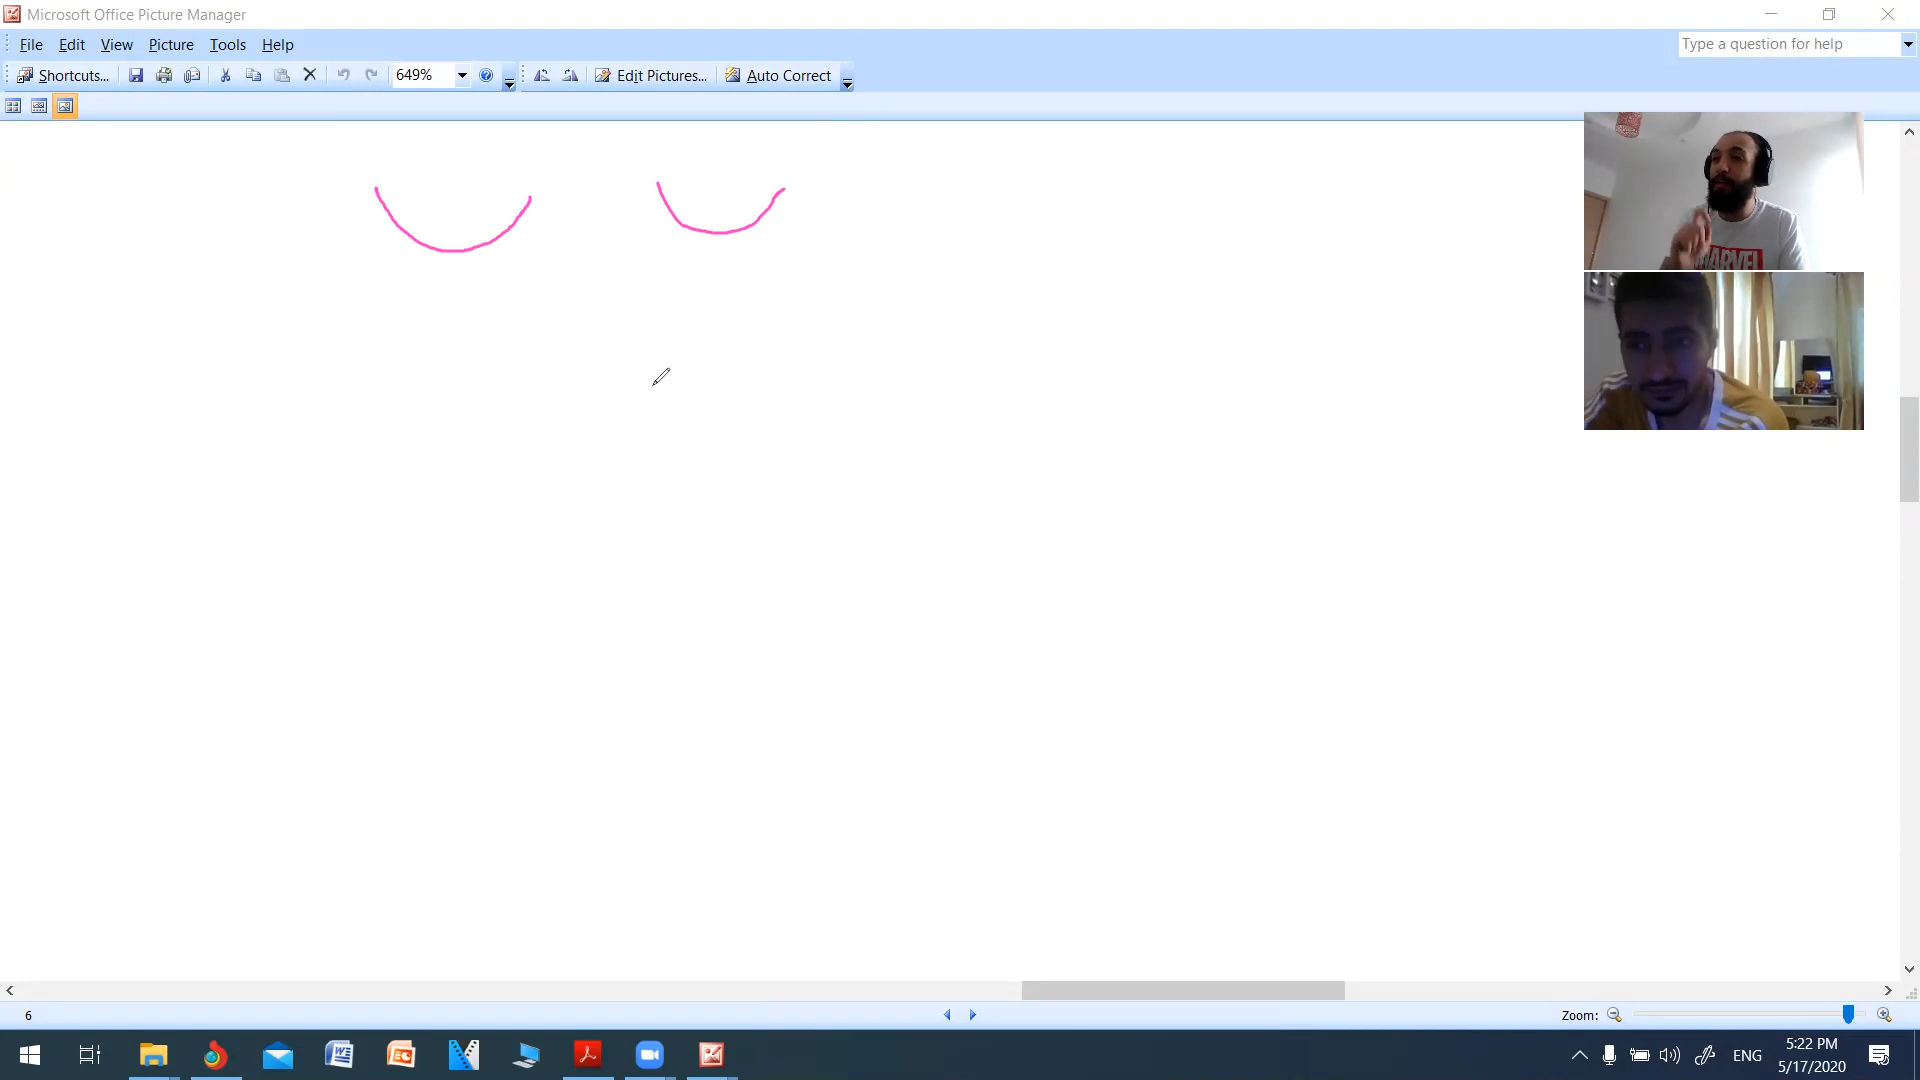 Microsoft Office Picture Manager
File Edit View Picture Tools Help
Type a question for help
Shortcuts... 649% Edit Pictures... Auto Correct
MARVEL
6
Zoom:
ENG
5:22 PM
5/17/2020